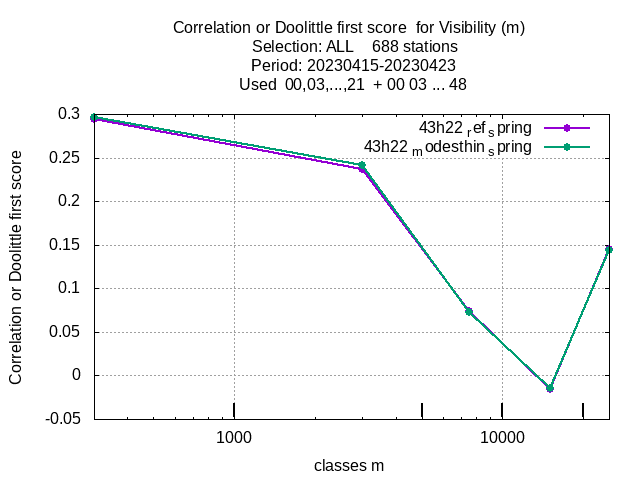 Correlation or Doolittle first score  for Visibility (m)
Selection: ALL    688 stations
Period: 20230415-20230423
Used  00,03,...,21  + 00 03 ... 48
0.3
43h22 ref spring
43h22 modesthin spring
0.25
0.2
0.15
0.1
0.05
0
-0.05
Correlation or Doolittle first score
1000
10000
classes m